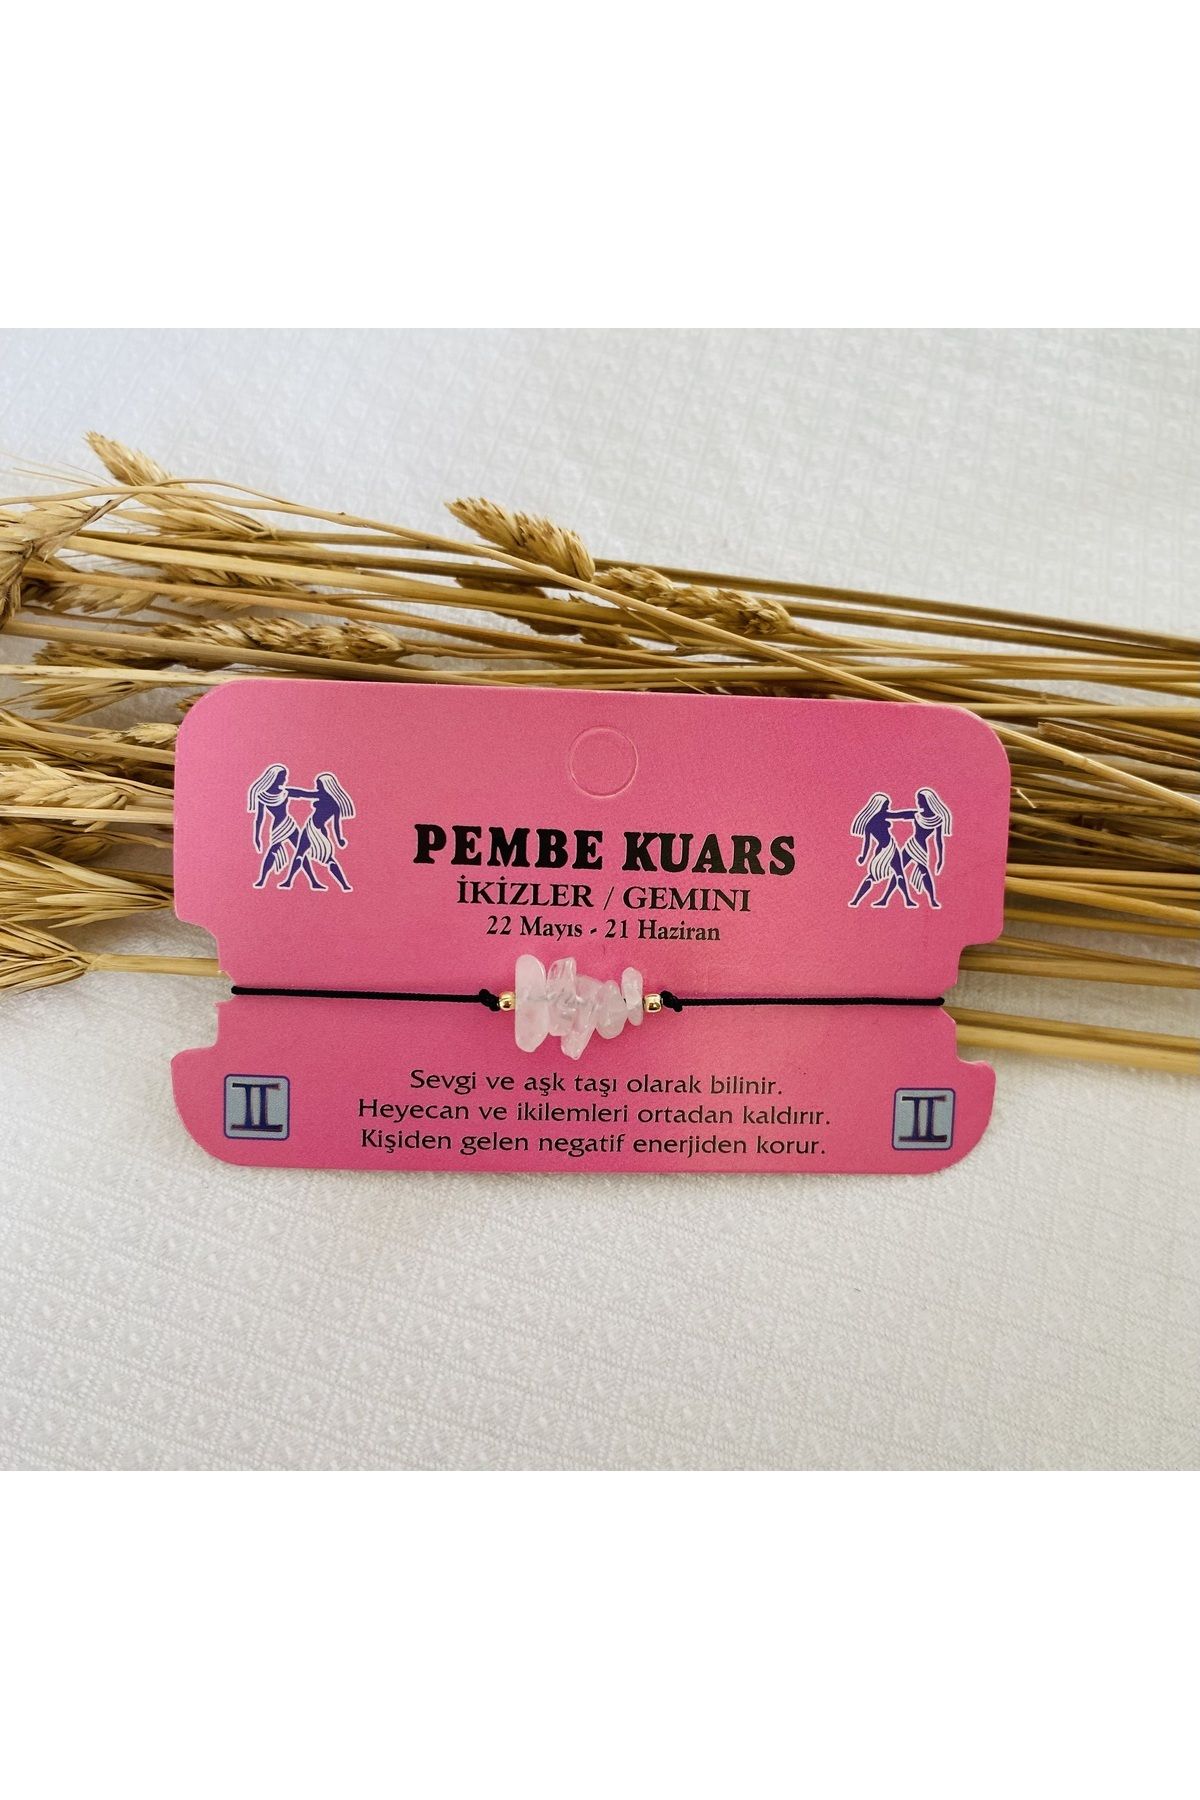 PEMBE KUARS
İKİZLER / GEMINI
22 Mayıs - 21 Haziran
Sevgi ve aşk taşı olarak bilinir.
Heyecan ve ikilemleri ortadan kaldırır.
Kişiden gelen negatif enerjiden korur.